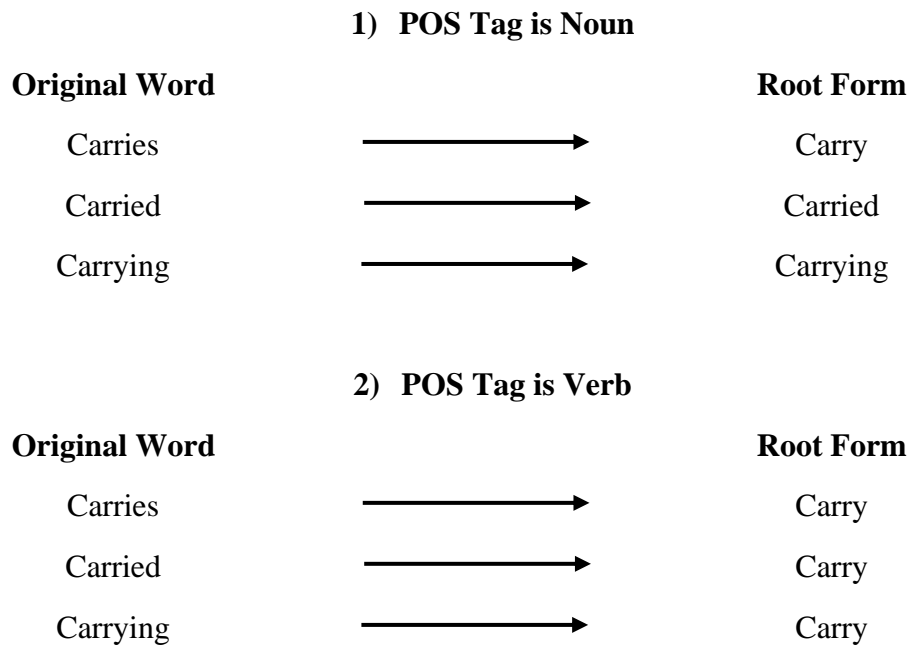 1) POS Tag is Noun
Original Word Root Form
Carries Carry
Carried Carried
Carrying Carrying
2) POS Tag is Verb
Original Word Root Form
Carries Carry
Carried Carry
Carrying Carry